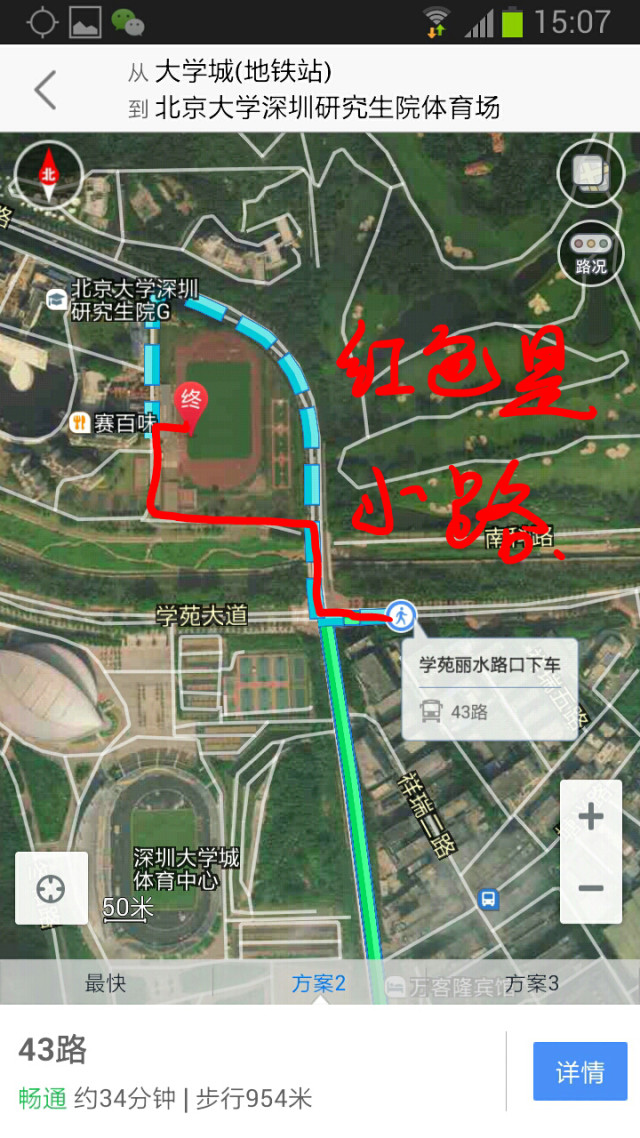 15:07
从 大学城(地铁站)
到 北京大学深圳研究生院体育场
北
路况
北京大学深圳
研究生院G
红色是
终
赛百味
小路.
南科路
学苑大道
学苑丽水路口下车
43路
祥瑞二路
深圳大学城
体育中心
50米
最快
方案2
万客隆宾馆
方案3
43路
畅通 约34分钟 | 步行954米
详情